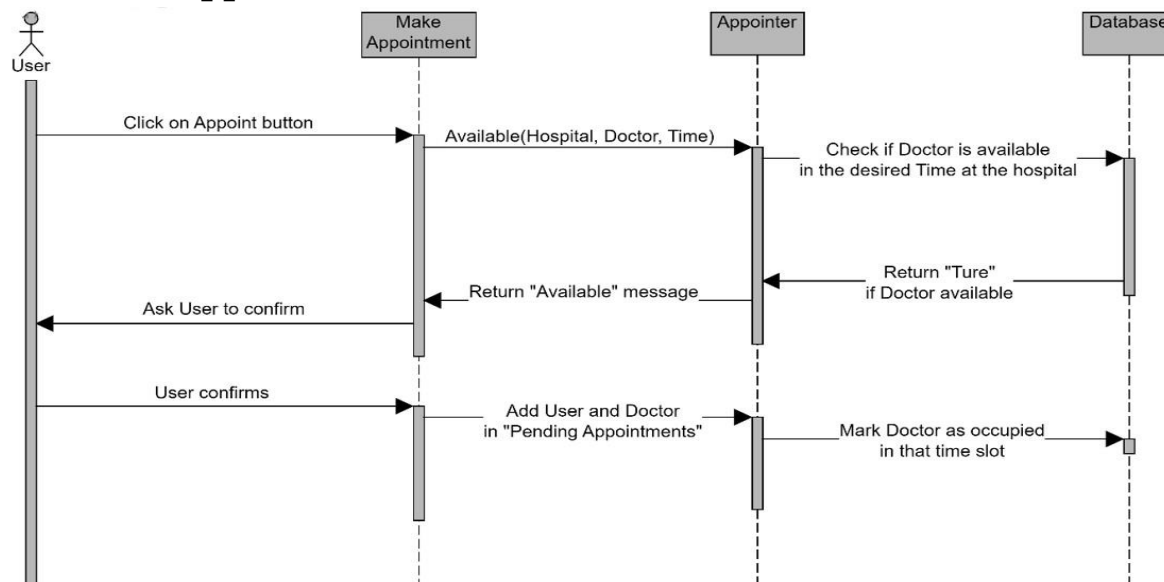 User
Make
Appointment
Appointer
Database
Click on Appoint button
Available(Hospital, Doctor, Time)
Check if Doctor is available
in the desired Time at the hospital
Return "Ture"
if Doctor available
Return "Available" message
Ask User to confirm
User confirms
Add User and Doctor
in "Pending Appointments"
Mark Doctor as occupied
in that time slot